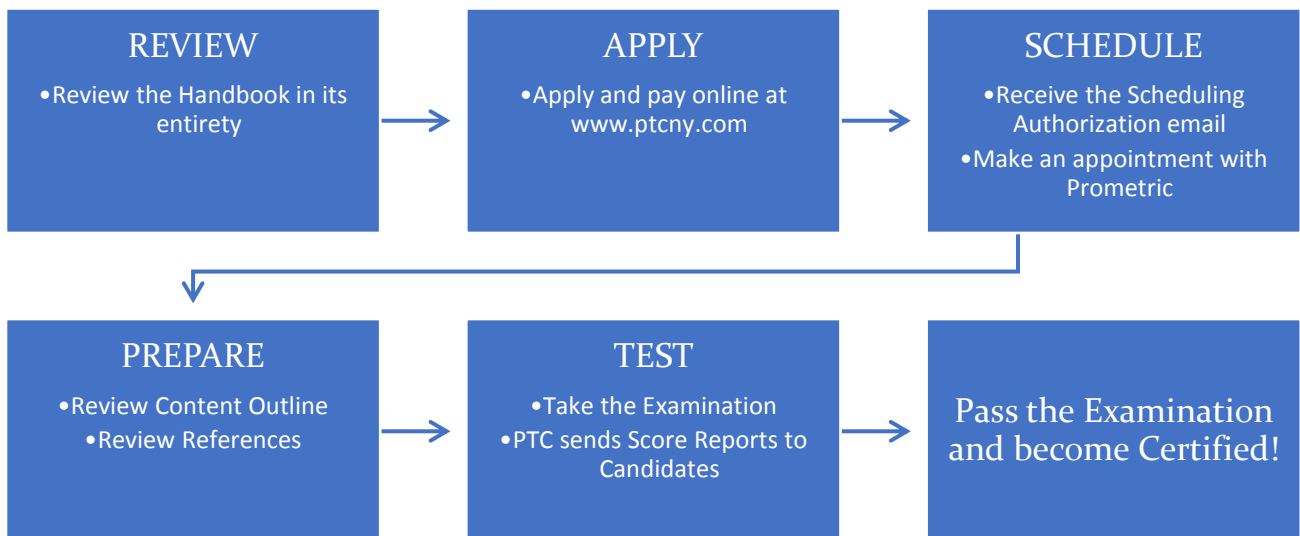 REVIEW
•Review the Handbook in its
entirety
APPLY
•Apply and pay online at
www.ptcny.com
SCHEDULE
•Receive the Scheduling
Authorization email
•Make an appointment with
Prometric
PREPARE
•Review Content Outline
•Review References
TEST
•Take the Examination
•PTC sends Score Reports to
Candidates
Pass the Examination
and become Certified!